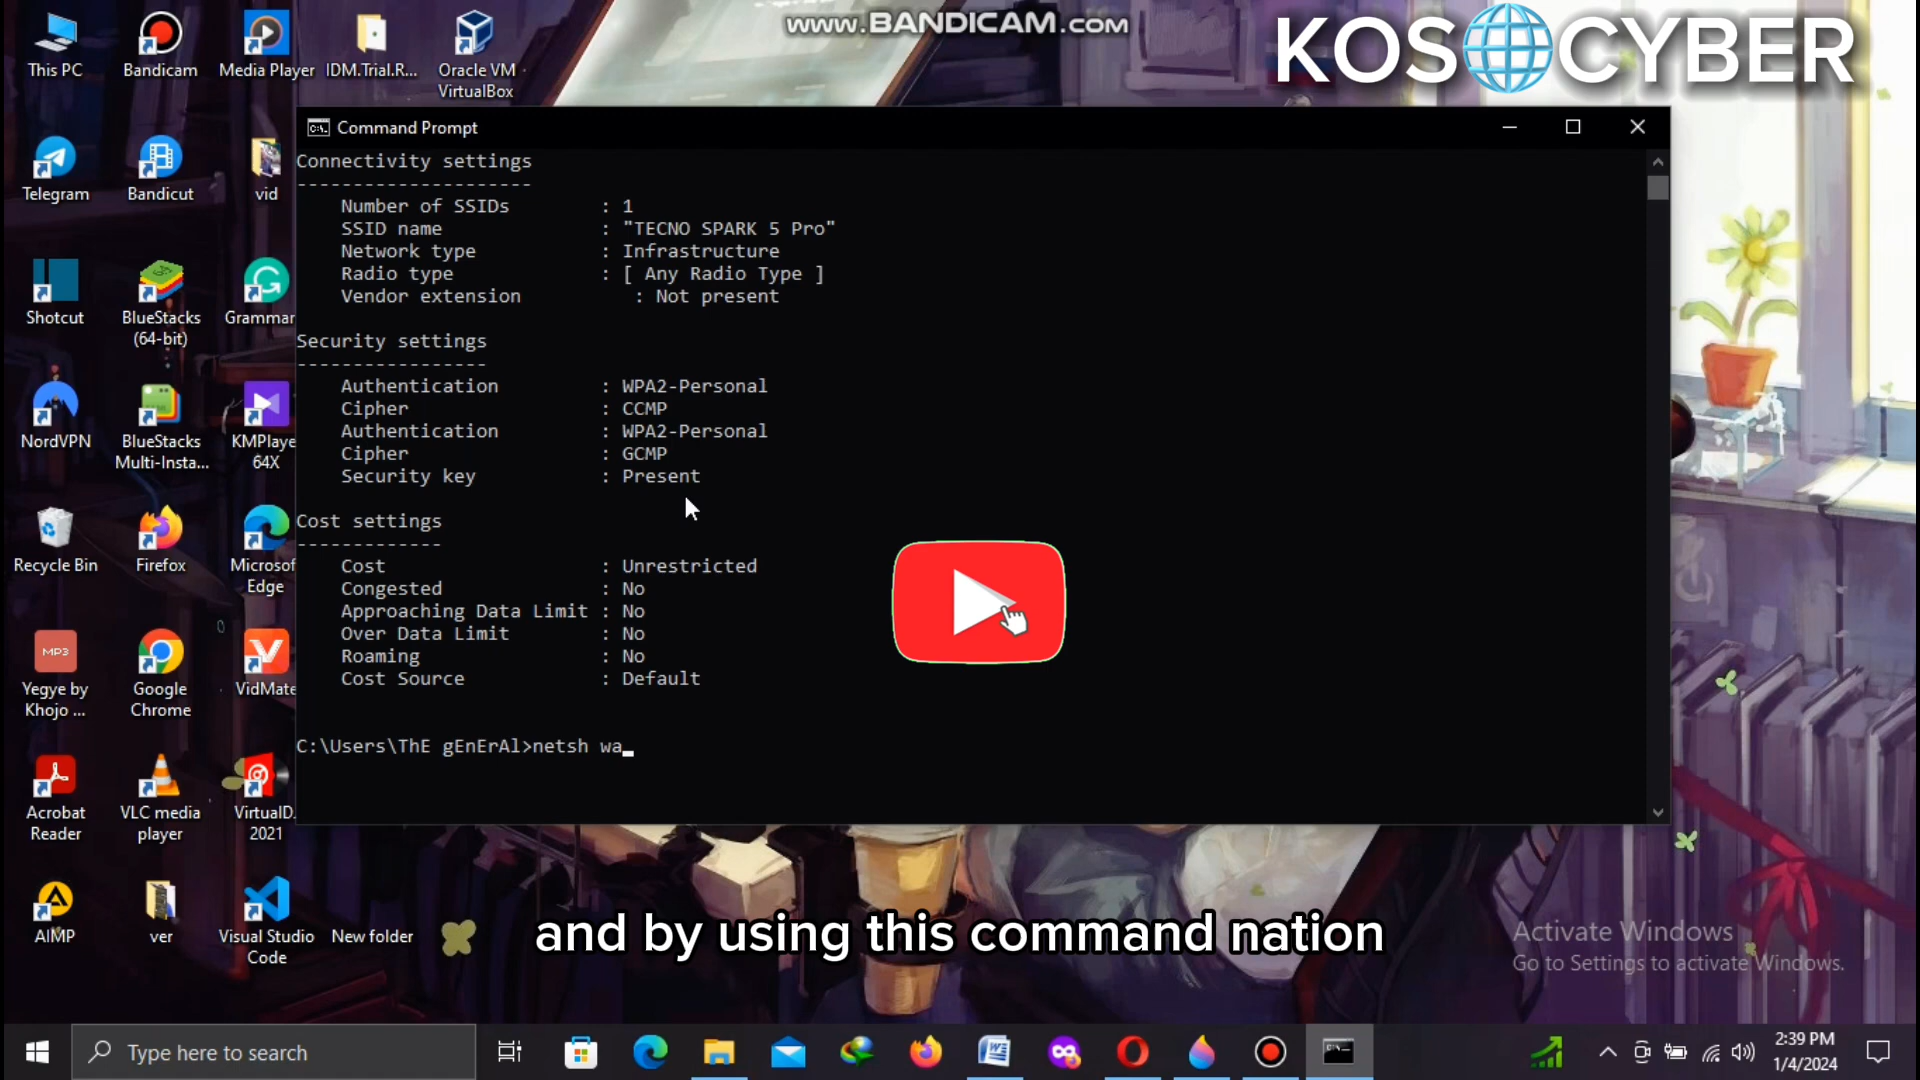 www.BANDICAM.com
KOS CYBER
This PC
Bandicam
Media Player
IDM.Trial.R...
Oracle VM
VirtualBox
Telegram
Bandicut
vid
Shotcut
BlueStacks
(64-bit)
Grammar
NordVPN
BlueStacks
Multi-Insta...
KMPlaye
64X
Recycle Bin
Firefox
Microsof
Edge
MP3
Yegye by
Khojo ...
Google
Chrome
VidMate
Acrobat
Reader
VLC media
player
VirtualD.
2021
AIMP
ver
Visual Studio
Code
New folder
Command Prompt
Connectivity settings
---------------------
Number of SSIDs : 1
SSID name : "TECNO SPARK 5 Pro"
Network type : Infrastructure
Radio type : [ Any Radio Type ]
Vendor extension : Not present
Security settings
-----------------
Authentication : WPA2-Personal
Cipher : CCMP
Authentication : WPA2-Personal
Cipher : GCMP
Security key : Present
Cost settings
-------------
Cost : Unrestricted
Congested : No
Approaching Data Limit : No
Over Data Limit : No
Roaming : No
Cost Source : Default
C:\Users\ThE gEnErAl>netsh wa_
and by using this command nation
Activate Windows
Go to Settings to activate Windows.
Type here to search
2:39 PM
1/4/2024